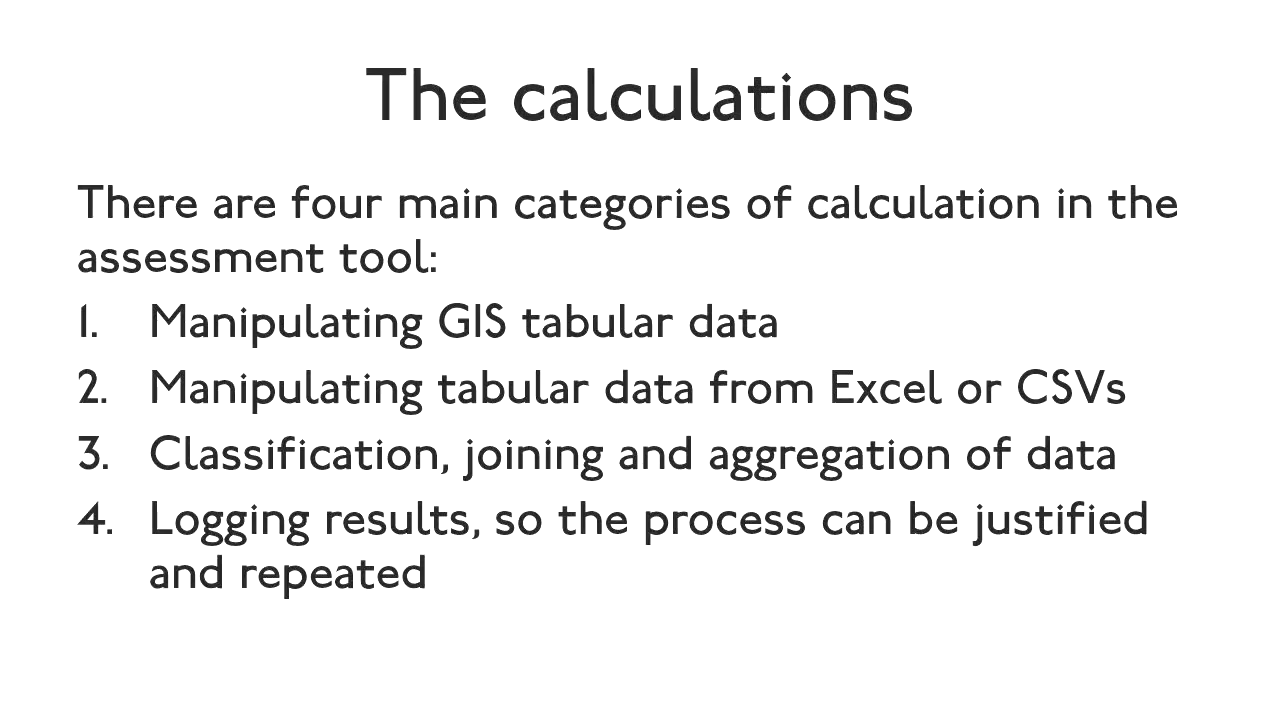 The calculations
There are four main categories of calculation in the
assessment tool:
1. Manipulating GIS tabular data
2. Manipulating tabular data from Excel or CSVs
3. Classification, joining and aggregation of data
4. Logging results, so the process can be justified
and repeated